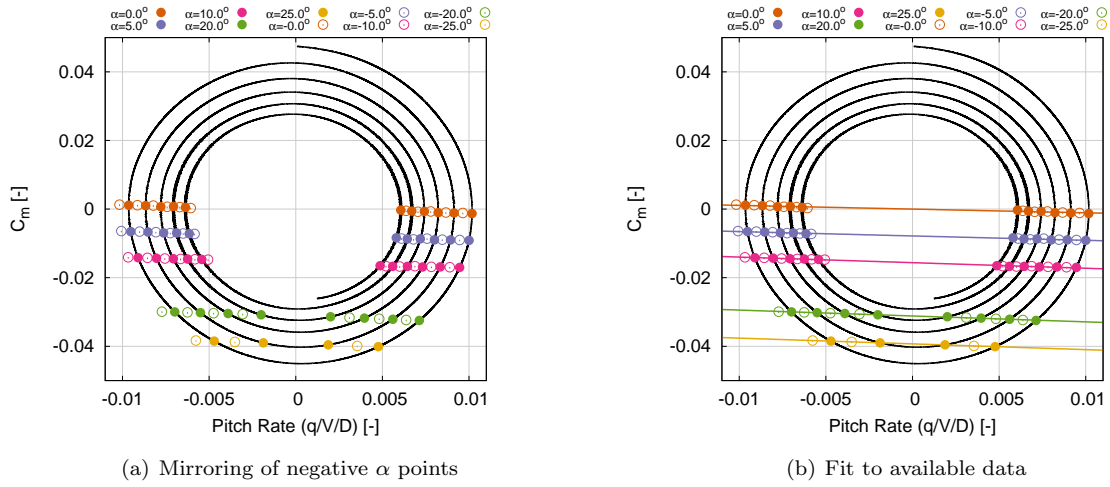 α=0.0° α=10.0° α=25.0° α=-5.0° α=-20.0°
α=5.0° α=20.0° α=-0.0° α=-10.0° α=-25.0°
0.04
0.02
0
-0.02
-0.04
C_m [-]
-0.01 -0.005 0 0.005 0.01
Pitch Rate (q/V/D) [-]
(a) Mirroring of negative α points
α=0.0° α=10.0° α=25.0° α=-5.0° α=-20.0°
α=5.0° α=20.0° α=-0.0° α=-10.0° α=-25.0°
0.04
0.02
0
-0.02
-0.04
C_m [-]
-0.01 -0.005 0 0.005 0.01
Pitch Rate (q/V/D) [-]
(b) Fit to available data